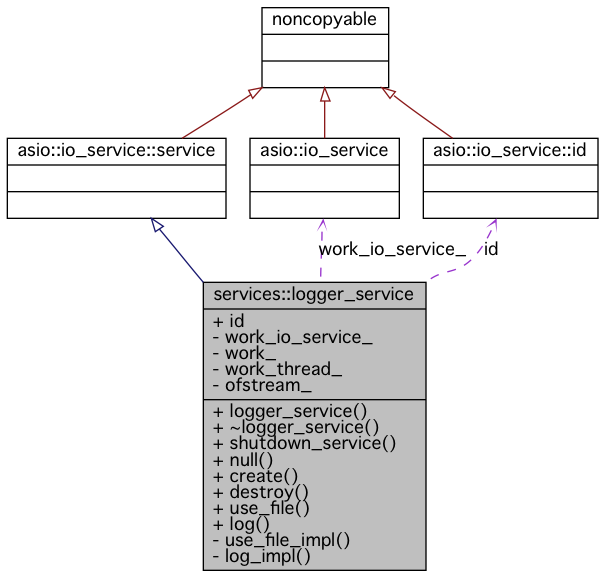 noncopyable
asio::io_service::service
asio::io_service
asio::io_service::id
work_io_service_
id
services::logger_service
+ id
- work_io_service_
- work_
- work_thread_
- ofstream_
+ logger_service()
+ ~logger_service()
+ shutdown_service()
+ null()
+ create()
+ destroy()
+ use_file()
+ log()
- use_file_impl()
- log_impl()